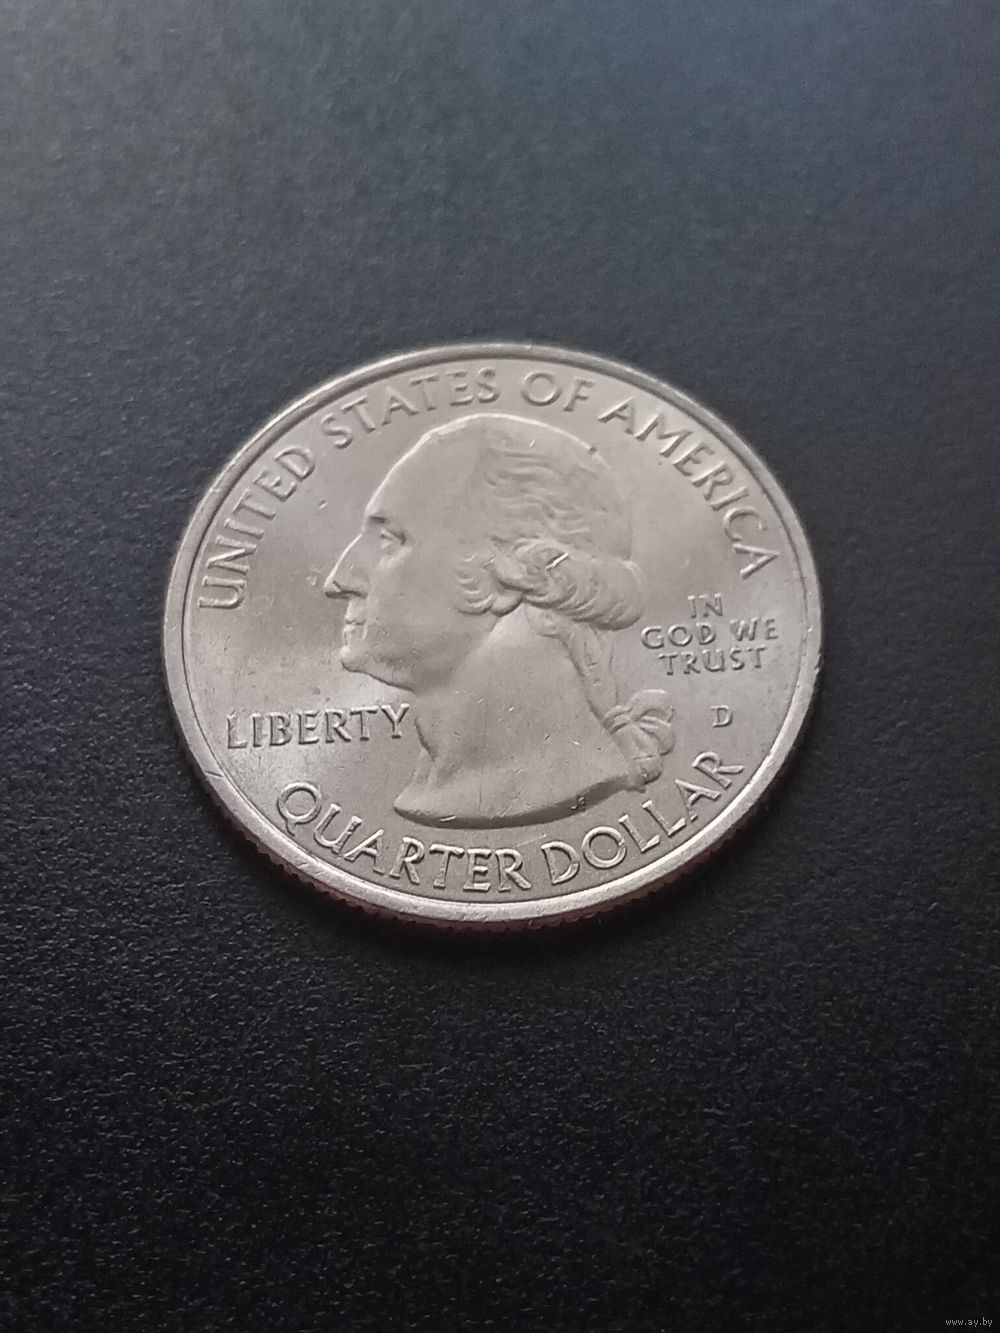 UNITED STATES OF AMERICA
IN
GOD WE
TRUST
LIBERTY
D
QUARTER DOLLAR
www.ay.by